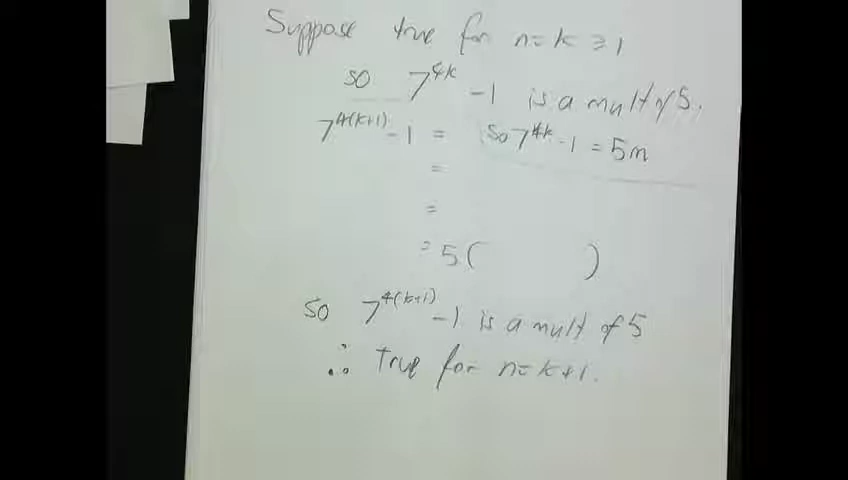 Suppose true for n = k ≥ 1
so 7^{4k} - 1 is a mult of 5.
7^{4(k+1)} - 1 = so 7^{4k} - 1 = 5m
=
=
= 5 ( )
so 7^{4(k+1)} - 1 is a mult of 5
∴ true for n = k + 1.